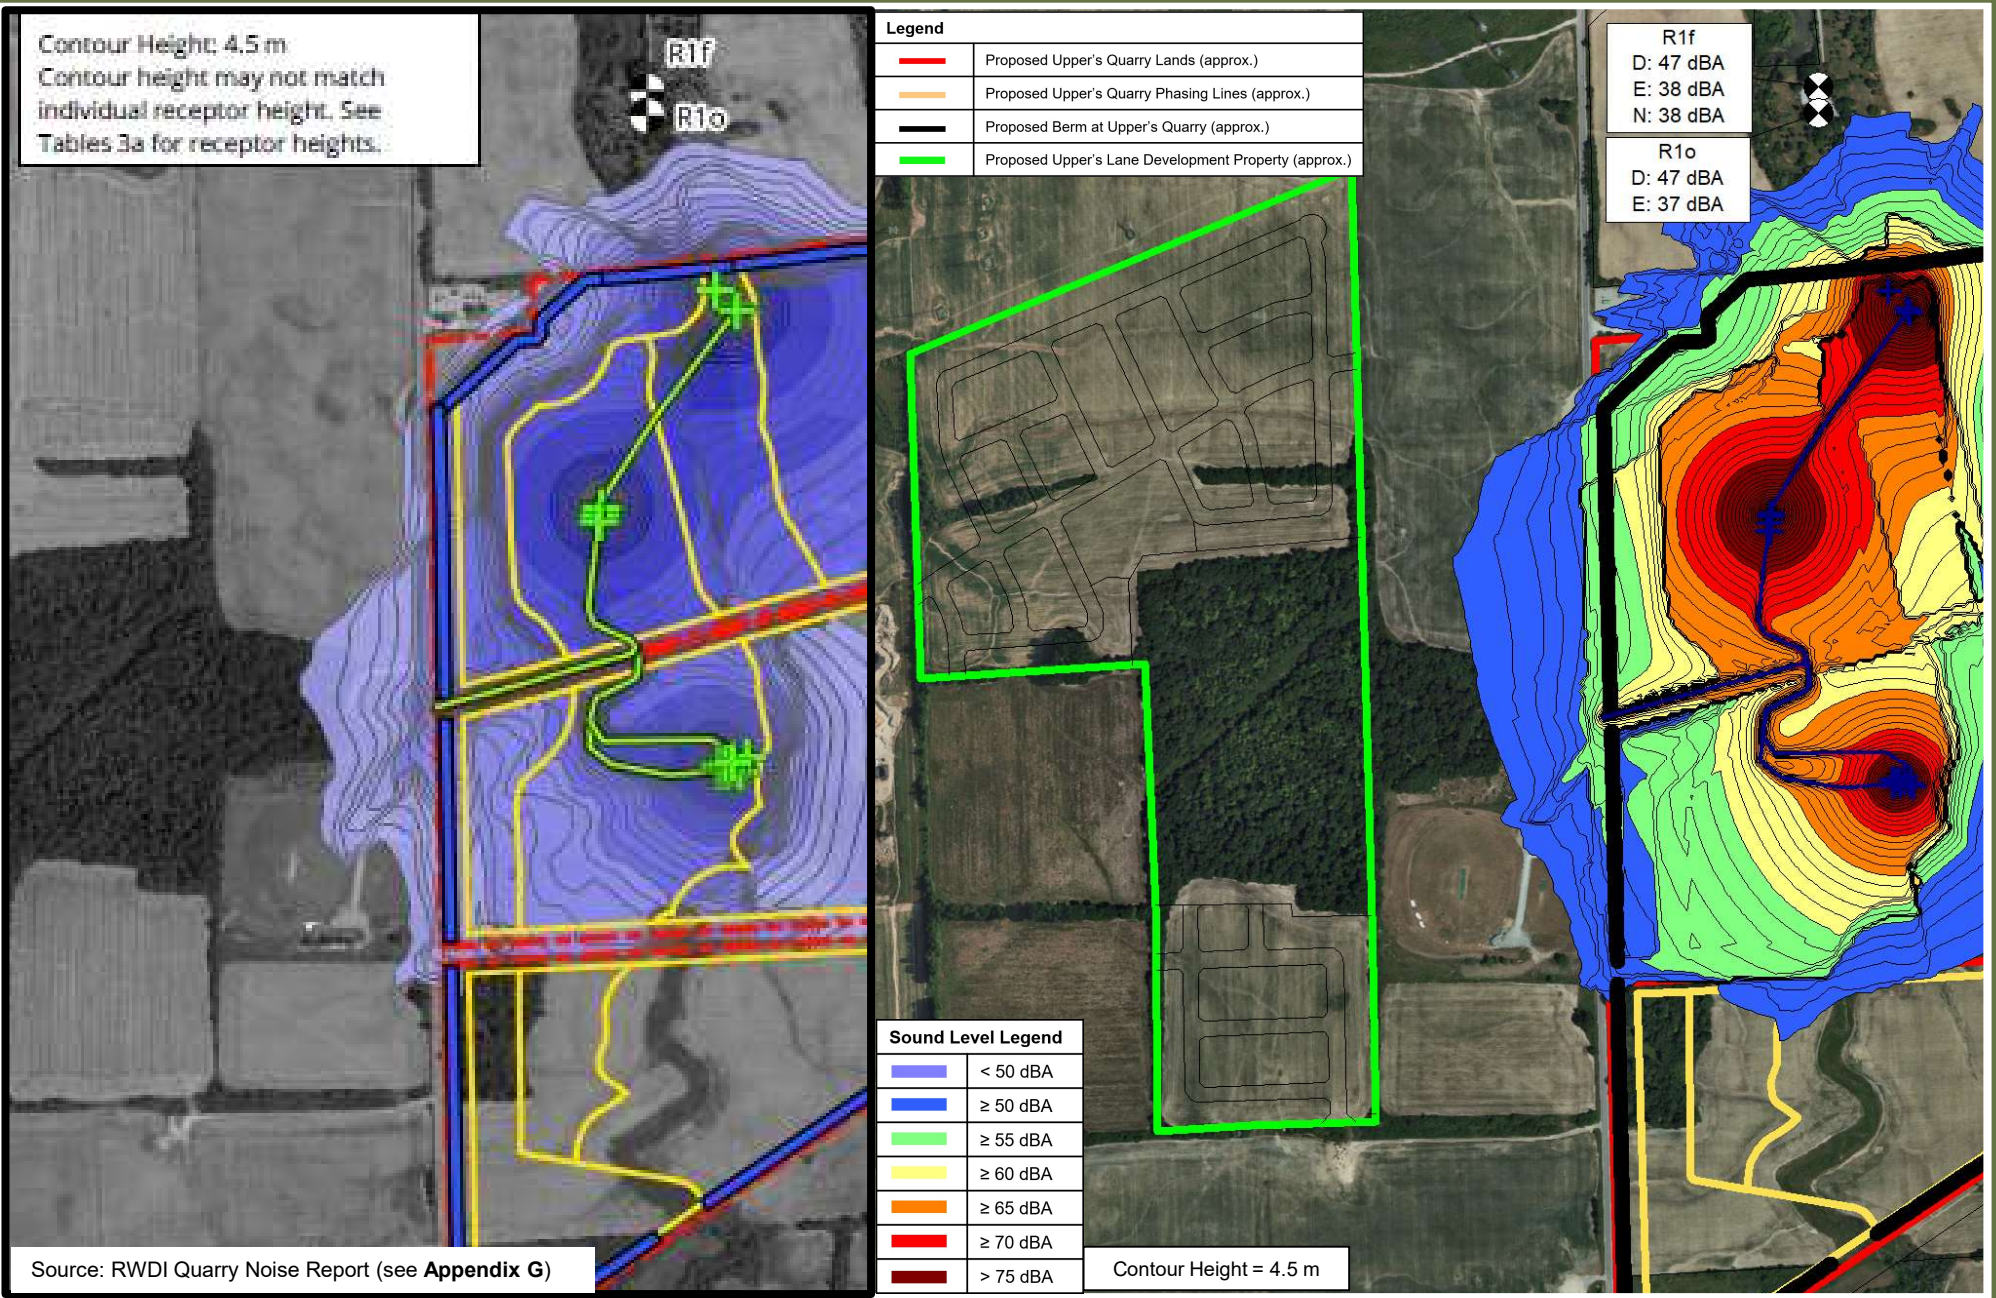 Contour Height: 4.5 m
Contour height may not match
individual receptor height. See
Tables 3a for receptor heights.
R1f
R1o
Source: RWDI Quarry Noise Report (see Appendix G)
Legend
Proposed Upper's Quarry Lands (approx.)
Proposed Upper's Quarry Phasing Lines (approx.)
Proposed Berm at Upper's Quarry (approx.)
Proposed Upper's Lane Development Property (approx.)
R1f
D: 47 dBA
E: 38 dBA
N: 38 dBA
R1o
D: 47 dBA
E: 37 dBA
Sound Level Legend
< 50 dBA
≥ 50 dBA
≥ 55 dBA
≥ 60 dBA
≥ 65 dBA
≥ 70 dBA
> 75 dBA
Contour Height = 4.5 m